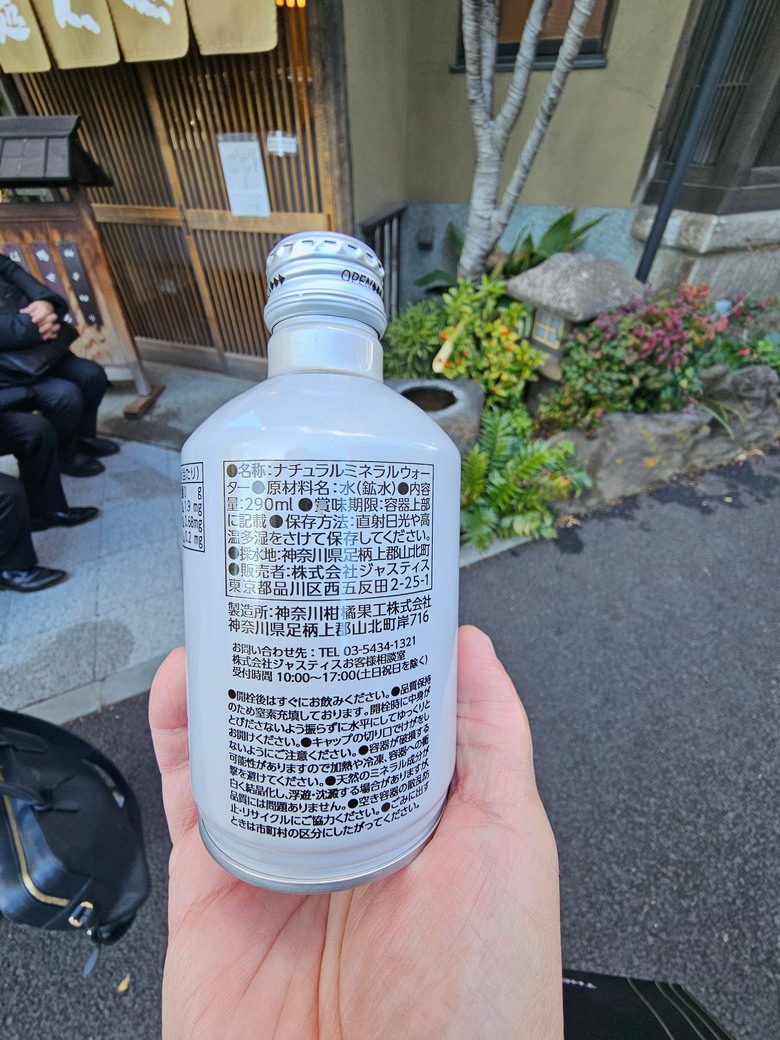 OPEN
当たり)
g
.9 mg
0.68mg
.2 mg
●名称:ナチュラルミネラルウォー
ター●原材料名:水(鉱水)●内容
量:290ml ●賞味期限:容器上部
に記載●保存方法:直射日光や高
温多湿をさけて保存してください。
●採水地:神奈川県足柄上郡山北町
●販売者:株式会社ジャスティス
東京都品川区西五反田2-25-1
製造所:神奈川柑橘果工株式会社
神奈川県足柄上郡山北町岸716
お問い合わせ先:TEL 03-5434-1321
株式会社ジャスティスお客様相談室
受付時間 10:00〜17:00(土日祝日を除く)
●開栓後はすぐにお飲みください。●品質保持
のため窒素充填しております。開栓時に中身が
とびださないよう振らずに水平にしてゆっくりと
お開けください。●キャップの切り口でけがをし
ないようにご注意ください。●容器が破損する
可能性がありますので加熱や冷凍、容器への衝
撃を避けてください。●天然のミネラル成分が
白く結晶化し、浮遊・沈澱する場合がありますが
品質には問題ありません。●空き容器の散乱防
止・リサイクルにご協力ください。●ごみに出す
ときは市町村の区分にしたがってください。